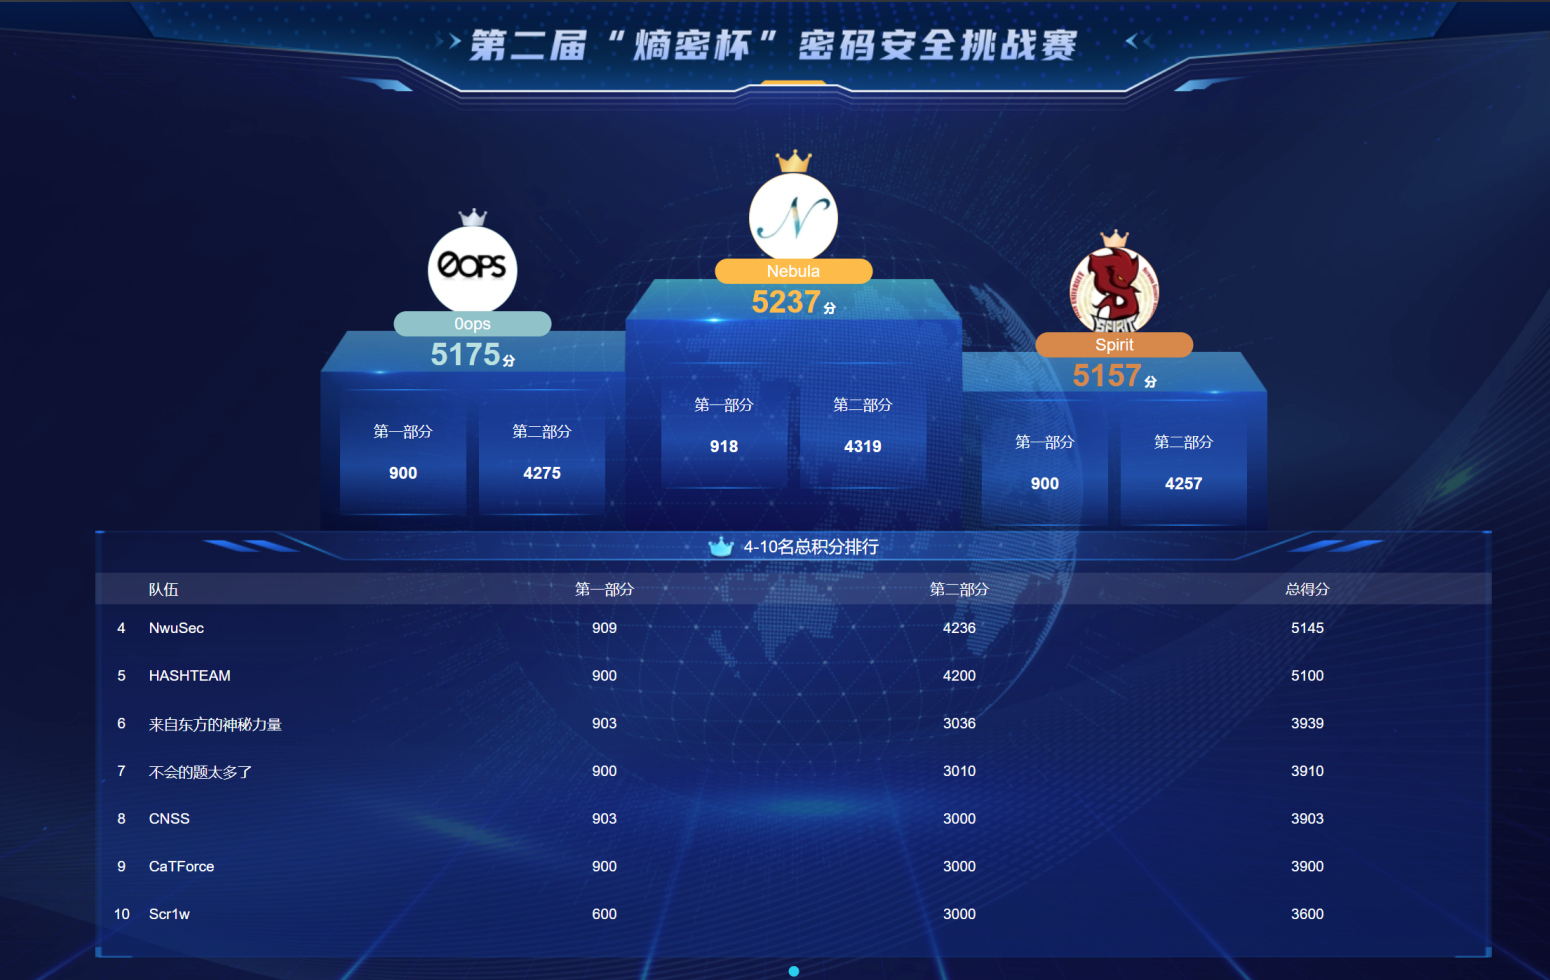 第二届“熵密杯”密码安全挑战赛
N
Nebula
5237分
第一部分 第二部分
918 4319
0OPS
0ops
5175分
第一部分 第二部分
900 4275
SPIRIT
Spirit
5157分
第一部分 第二部分
900 4257
4-10名总积分排行
队伍 第一部分 第二部分 总得分
4 NwuSec 909 4236 5145
5 HASHTEAM 900 4200 5100
6 来自东方的神秘力量 903 3036 3939
7 不会的题太多了 900 3010 3910
8 CNSS 903 3000 3903
9 CaTForce 900 3000 3900
10 Scr1w 600 3000 3600